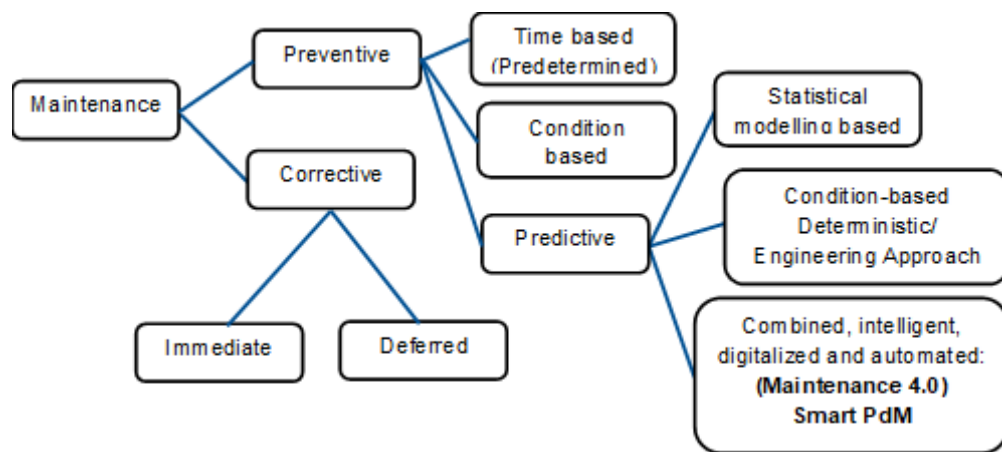 Preventive
Time based
(Predetermined)
Maintenance
Statistical
modelling based
Condition
based
Corrective
Condition-based
Deterministic/
Engineering Approach
Predictive
Immediate
Deferred
Combined, intelligent,
digitalized and automated:
(Maintenance 4.0)
Smart PdM